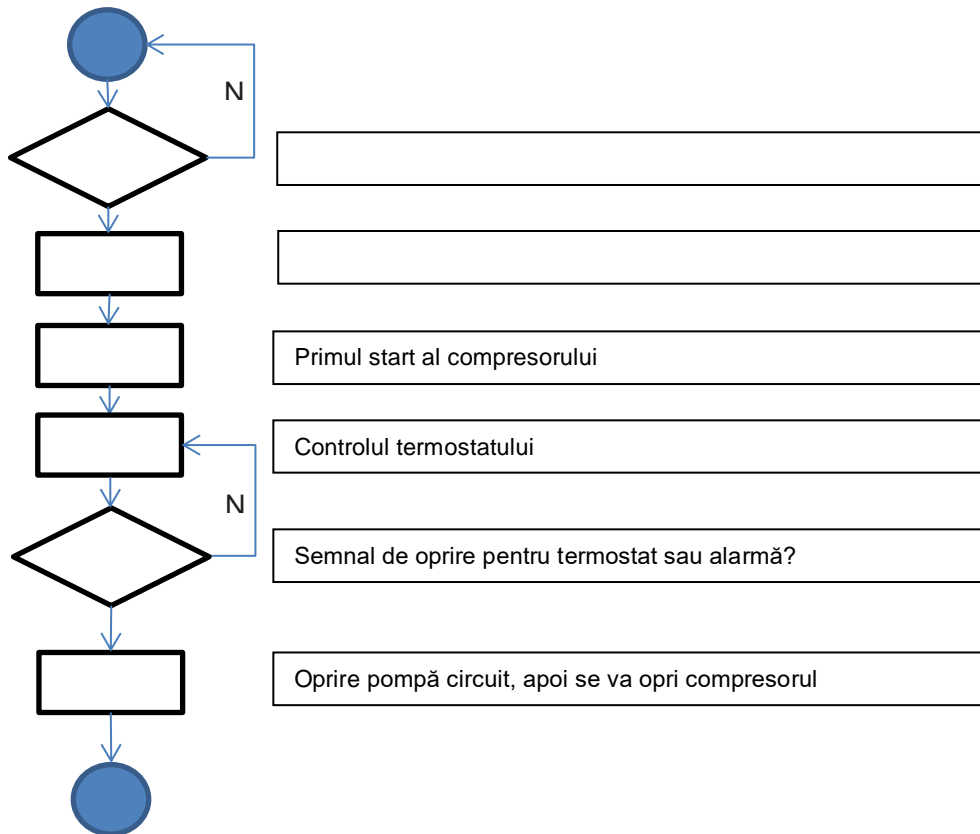 N
Primul start al compresorului
Controlul termostatului
N
Semnal de oprire pentru termostat sau alarmă?
Oprire pompă circuit, apoi se va opri compresorul